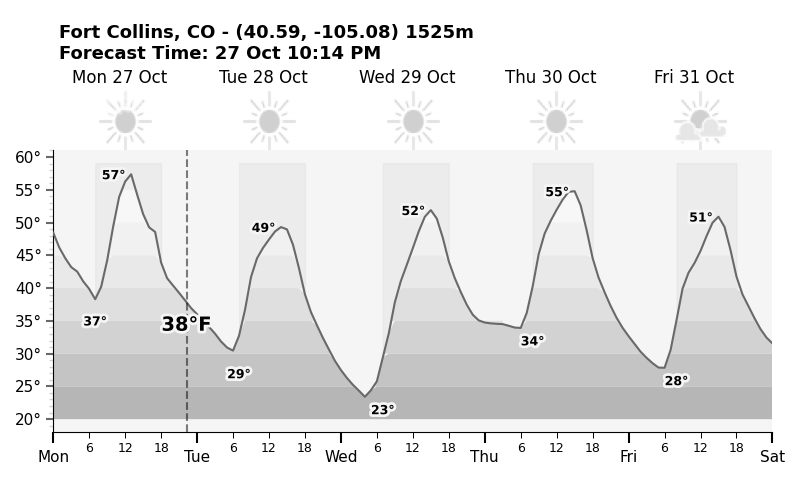 Fort Collins, CO - (40.59, -105.08) 1525m
Forecast Time: 27 Oct 10:14 PM
Mon 27 Oct Tue 28 Oct Wed 29 Oct Thu 30 Oct Fri 31 Oct
60°
55°
50°
45°
40°
35°
30°
25°
20°
57° 49° 52° 55° 51°
37° 38°F 29° 23° 34° 28°
6 12 18 6 12 18 6 12 18 6 12 18 6 12 18
Mon Tue Wed Thu Fri Sat